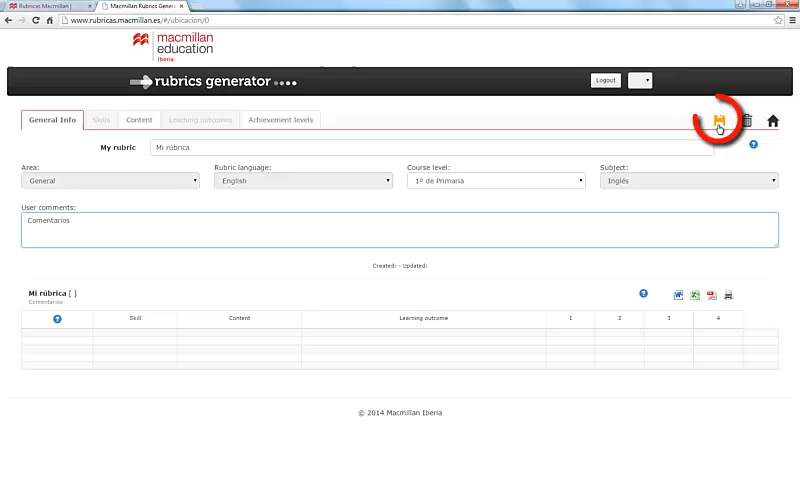 Rubricas Macmillan |
Macmillan Rubrics Gener
www.rubricas.macmillan.es/#/ubicacion/0
macmillan
education
Iberia
rubrics generator
Logout
General Info
Skills
Content
Learning outcomes
Achievement levels
My rubric
Mi rúbrica
Area:
Rubric language:
Course level:
Subject:
General
English
1º de Primaria
Inglés
User comments:
Comentarios
Created: - Updated:
Mi rúbrica [ ]
Comentarios
Skill
Content
Learning outcome
1
2
3
4
© 2014 Macmillan Iberia